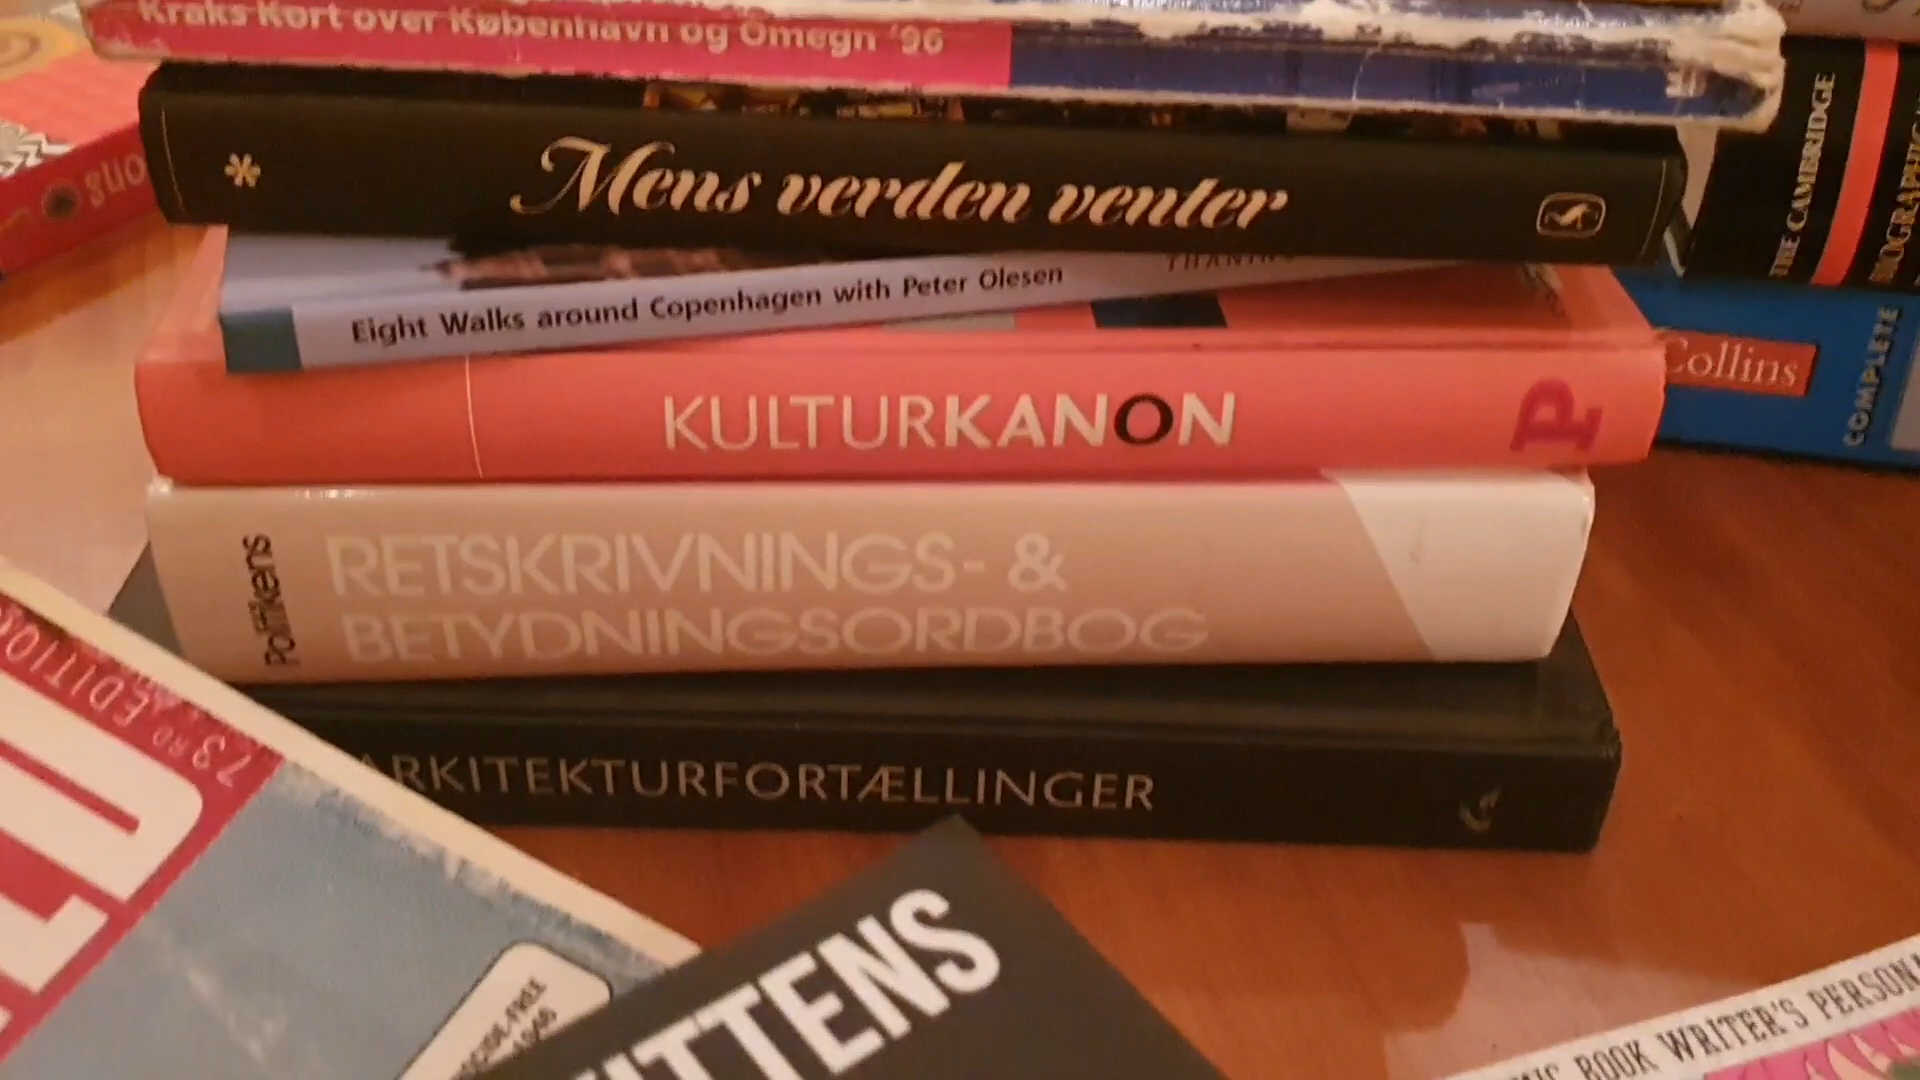 Kraks Kort over København og Omegn '96
* Mens verden venter
Eight Walks around Copenhagen with Peter Olesen
KULTURKANON
Politikens
RETSKRIVNINGS- &
BETYDNINGSORDBOG
ARKITEKTURFORTÆLLINGER
THE CAMBRIDGE
Collins
COMPLETE
73RD EDITION
BOOK WRITER'S